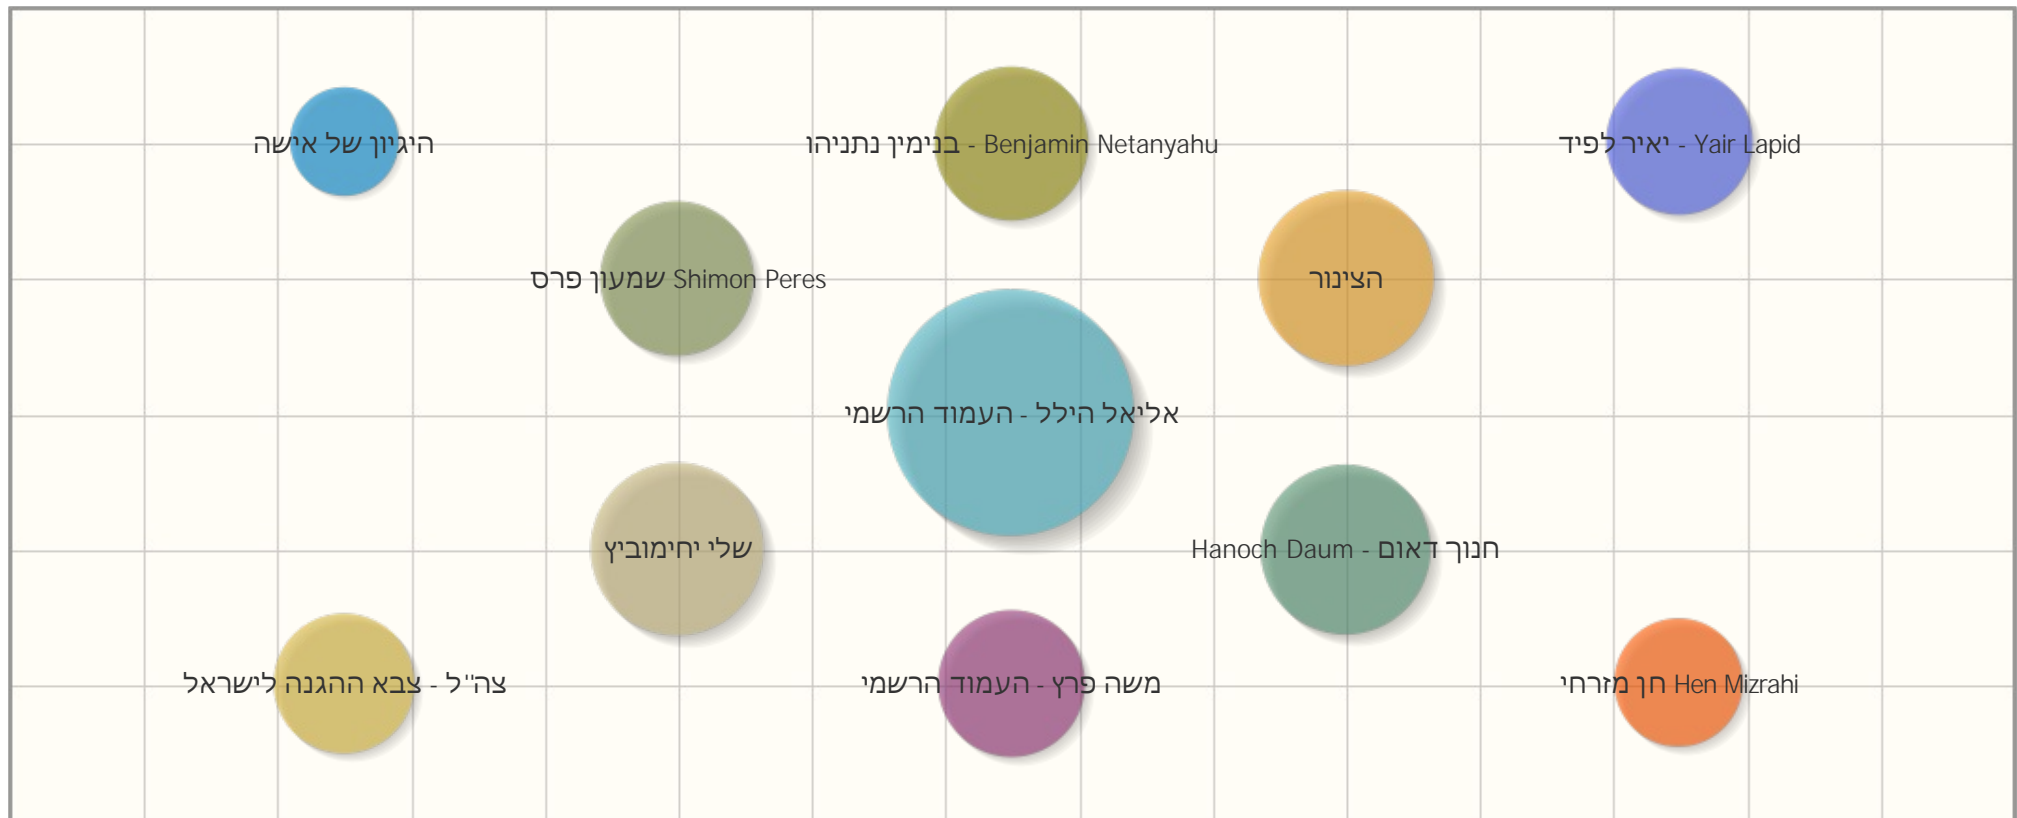 היגיון של אישה
בנימין נתניהו - Benjamin Netanyahu
יאיר לפיד - Yair Lapid
שמעון פרס Shimon Peres
הצינור
אליאל הילל - העמוד הרשמי
שלי יחימוביץ
חנוך דאום - Hanoch Daum
צה"ל - צבא ההגנה לישראל
משה פרץ - העמוד הרשמי
חן מזרחי Hen Mizrahi